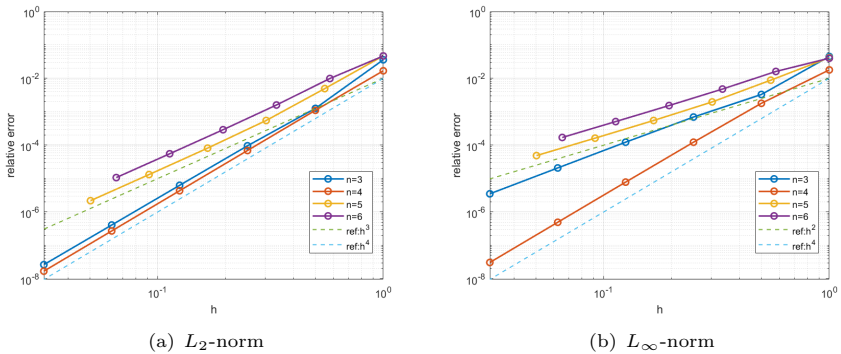 10^0
10^-2
10^-4
10^-6
10^-8
relative error
10^-1
10^0
h
n=3
n=4
n=5
n=6
ref:h^3
ref:h^4
(a) L_2-norm
10^0
10^-2
10^-4
10^-6
10^-8
relative error
10^-1
10^0
h
n=3
n=4
n=5
n=6
ref:h^2
ref:h^4
(b) L_∞-norm